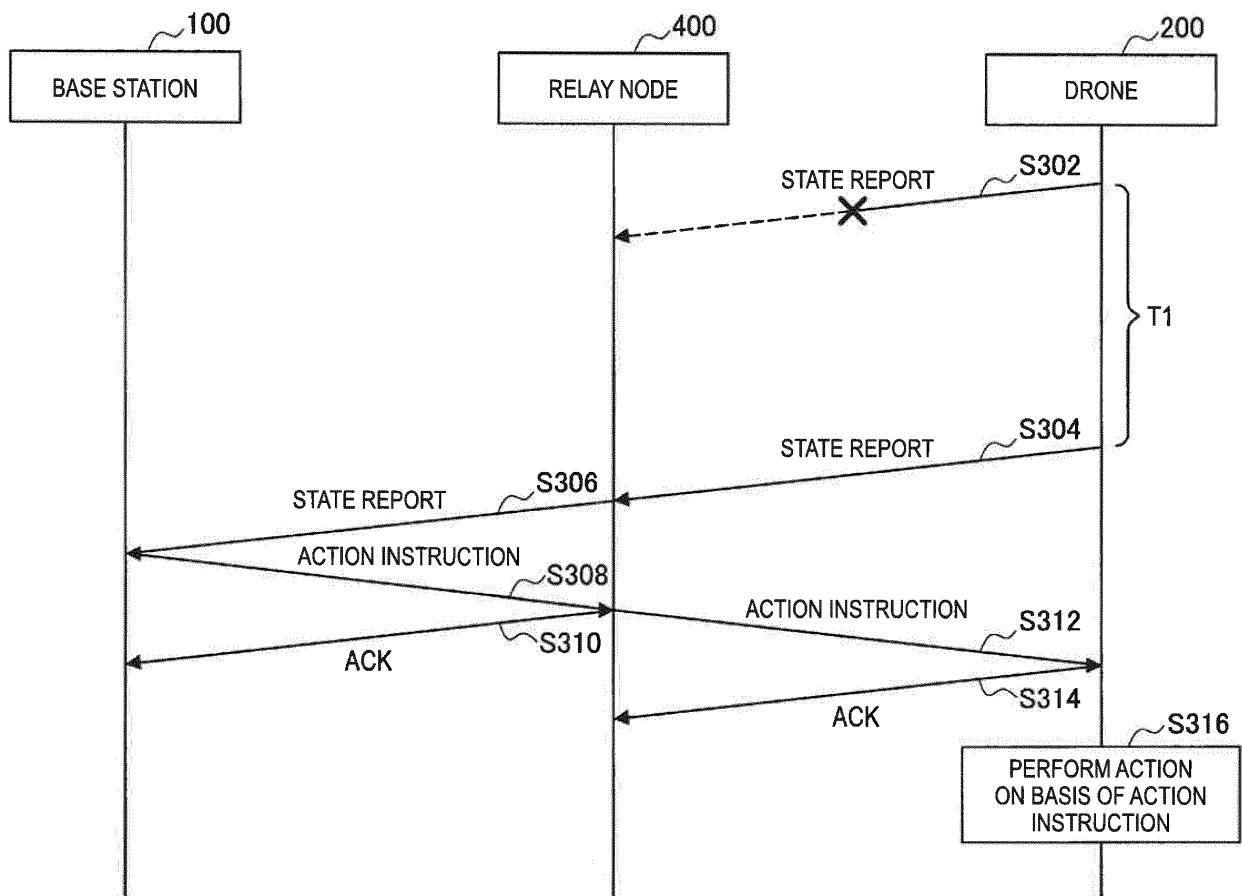 100
400
200
BASE STATION
RELAY NODE
DRONE
S302
STATE REPORT
T1
S304
STATE REPORT
S306
STATE REPORT
ACTION INSTRUCTION
S308
ACTION INSTRUCTION
S312
S310
ACK
S314
ACK
S316
PERFORM ACTION
ON BASIS OF ACTION
INSTRUCTION